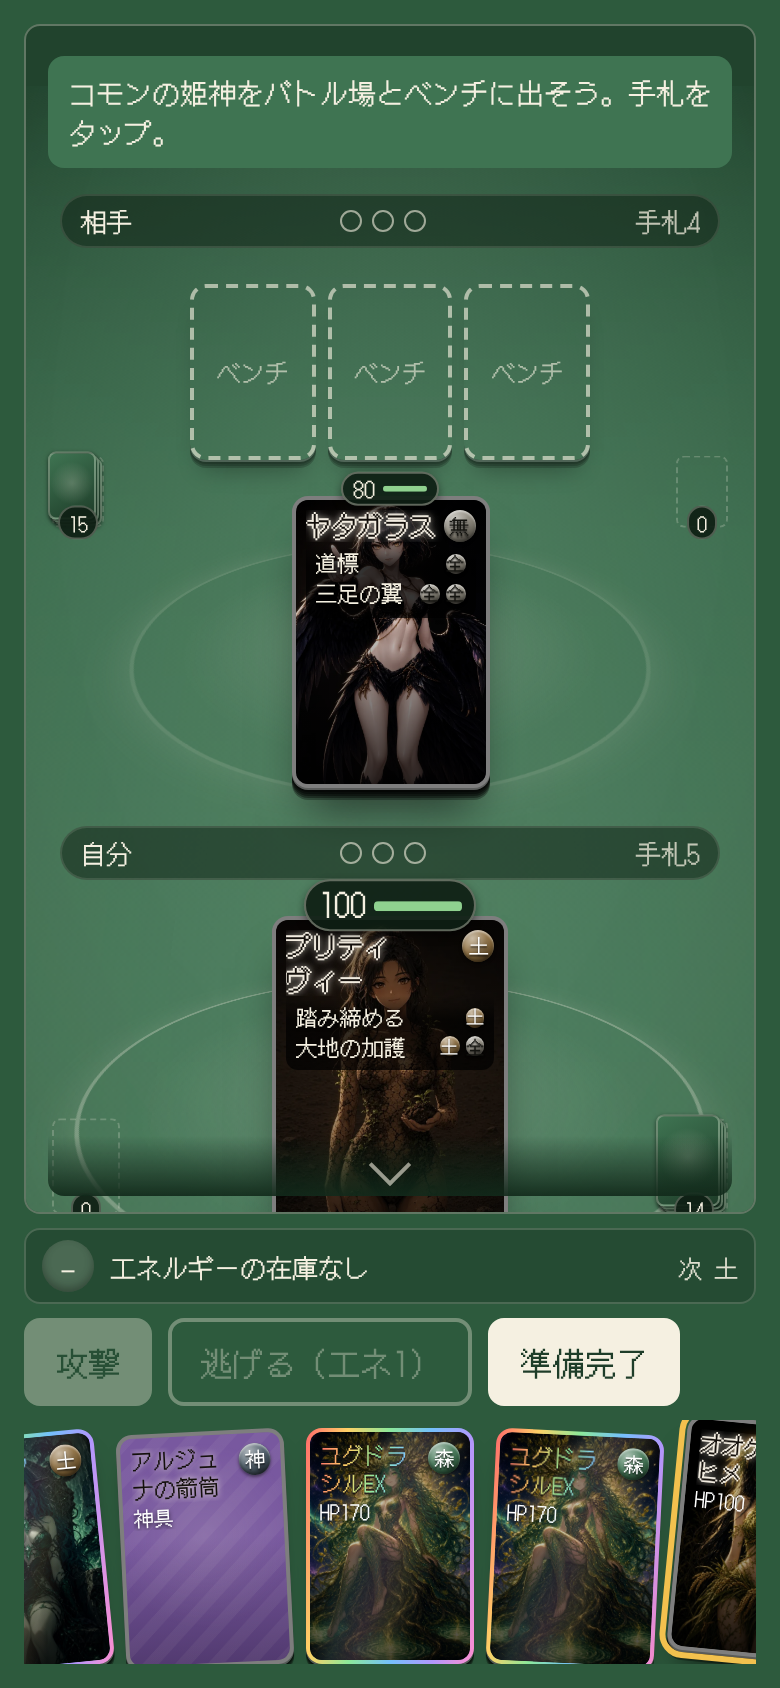 コモンの姫神をバトル場とベンチに出そう。手札を
タップ。
相手 手札4
ベンチ ベンチ ベンチ
15
0
80
ヤタガラス 無
道標 全
三足の翼 全 全
自分 手札5
100
プリティ 土
ヴィー
踏み締める 土
大地の加護 土 全
0
14
- エネルギーの在庫なし 次 土
攻撃 逃げる（エネ1） 準備完了
土
アルジュ 神
ナの箭筒
神具
ユグドラ 森
シルEX
HP170
ユグドラ 森
シルEX
HP170
オオゲ
ヒメ
HP100